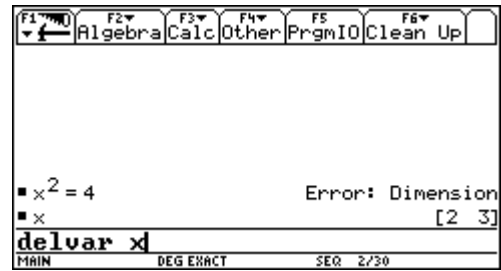 F1 F2 F3 F4 F5 F6
Algebra Calc Other PrgmIO Clean Up
x² = 4 Error: Dimension
x [2 3]
delvar x
MAIN DEG EXACT SEQ 2/30